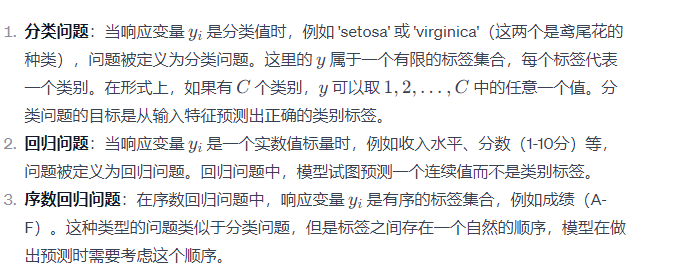 1. 分类问题：当响应变量 yᵢ 是分类值时，例如 'setosa' 或 'virginica'（这两个是鸢尾花的
种类），问题被定义为分类问题。这里的 y 属于一个有限的标签集合，每个标签代表
一个类别。在形式上，如果有 C 个类别，y 可以取 1, 2, . . . , C 中的任意一个值。分
类问题的目标是从输入特征预测出正确的类别标签。
2. 回归问题：当响应变量 yᵢ 是一个实数值标量时，例如收入水平、分数（1-10分）等，
问题被定义为回归问题。回归问题中，模型试图预测一个连续值而不是类别标签。
3. 序数回归问题：在序数回归问题中，响应变量 yᵢ 是有序的标签集合，例如成绩（A-
F）。这种类型的问题类似于分类问题，但是标签之间存在一个自然的顺序，模型在做
出预测时需要考虑这个顺序。